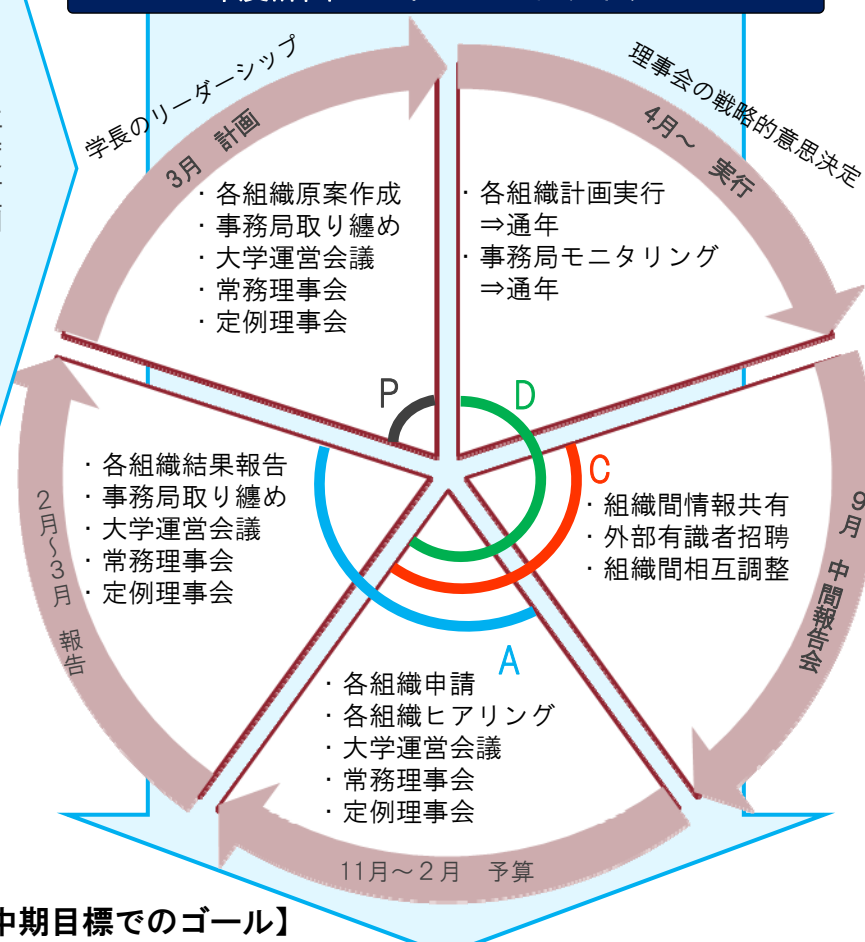 学長のリーダーシップ
理事会の戦略的意思決定
3月 計画
・各組織原案作成
・事務局取り纏め
・大学運営会議
・常務理事会
・定例理事会
4月～ 実行
・各組織計画実行
⇒通年
・事務局モニタリング
⇒通年
P
D
C
A
9月 中間報告会
・組織間情報共有
・外部有識者招聘
・組織間相互調整
11月～２月 予算
・各組織申請
・各組織ヒアリング
・大学運営会議
・常務理事会
・定例理事会
２月～３月 報告
・各組織結果報告
・事務局取り纏め
・大学運営会議
・常務理事会
・定例理事会
中期目標でのゴール】